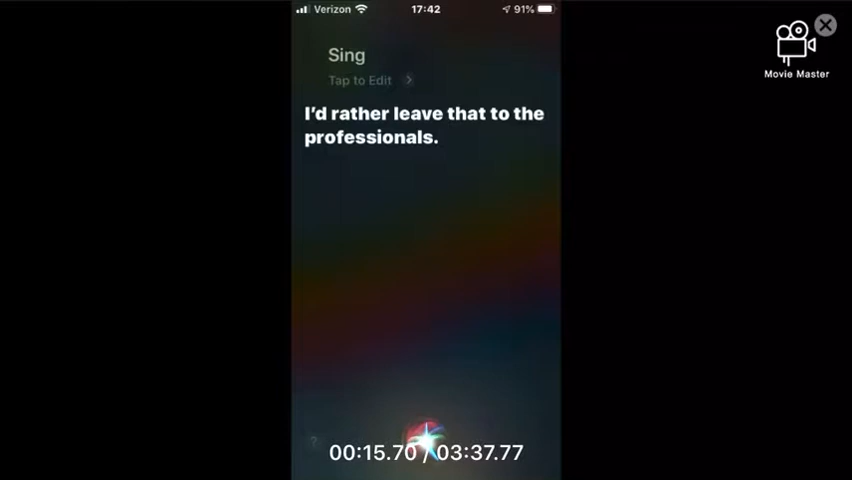 Verizon 17:42 91%
Movie Master
Sing
Tap to Edit
I'd rather leave that to the
professionals.
?
00:15.70 / 03:37.77